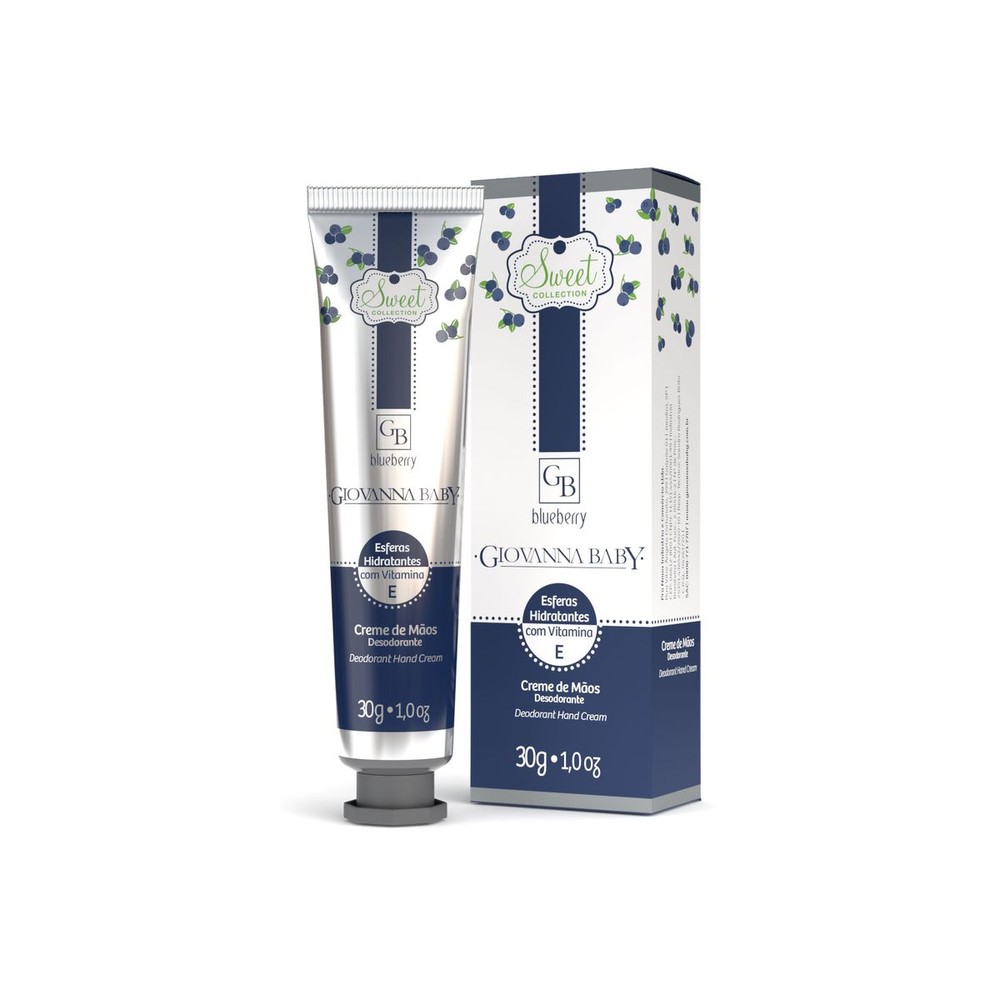 Sweet
COLLECTION
GB
blueberry
·GIOVANNA BABY·
Esferas
Hidratantes
com Vitamina
E
Creme de Mãos
Desodorante
Deodorant Hand Cream
30g • 1,0 oz
Sweet
COLLECTION
GB
blueberry
·GIOVANNA BABY·
Esferas
Hidratantes
com Vitamina
E
Creme de Mãos
Desodorante
Deodorant Hand Cream
30g • 1,0 oz
Creme de Mãos
Desodorante
Deodorant Hand Cream